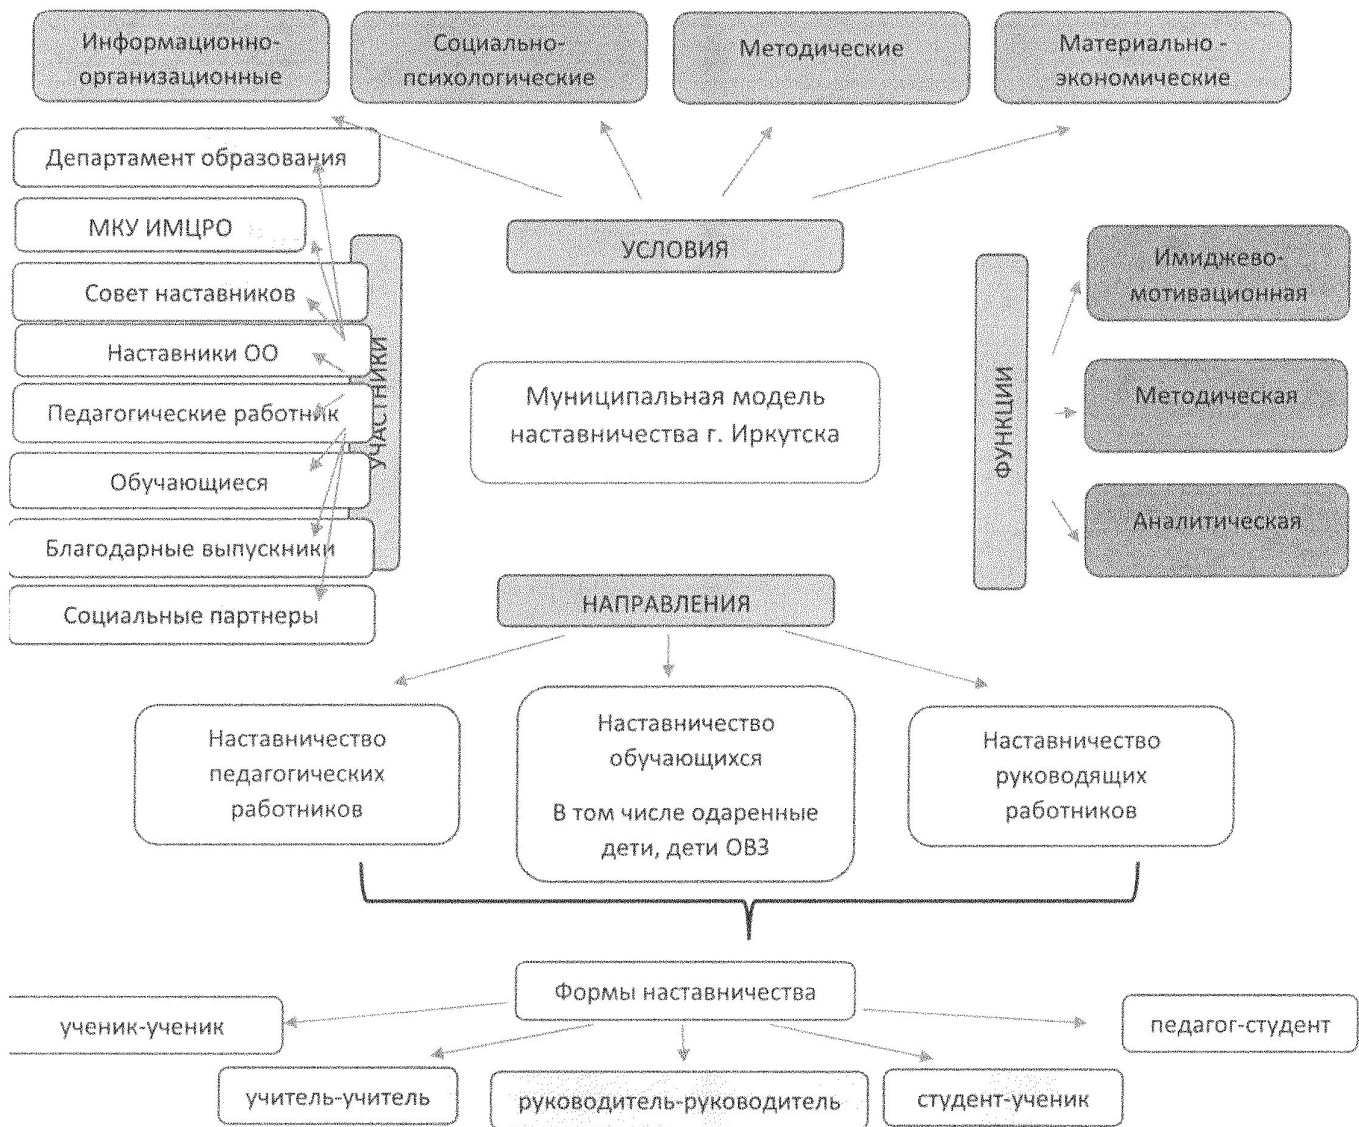 Информационно-
организационные
Социально-
психологические
Методические
Материально -
экономические
Департамент образования
МКУ ИМЦРО
Совет наставников
Наставники ОО
Педагогические работник
Обучающиеся
Благодарные выпускники
Социальные партнеры
УЧАСТНИКИ
УСЛОВИЯ
Муниципальная модель
наставничества г. Иркутска
ФУНКЦИИ
Имиджево-
мотивационная
Методическая
Аналитическая
НАПРАВЛЕНИЯ
Наставничество
педагогических
работников
Наставничество
обучающихся
В том числе одаренные
дети, дети ОВЗ
Наставничество
руководящих
работников
Формы наставничества
ученик-ученик
учитель-учитель
руководитель-руководитель
студент-ученик
педагог-студент